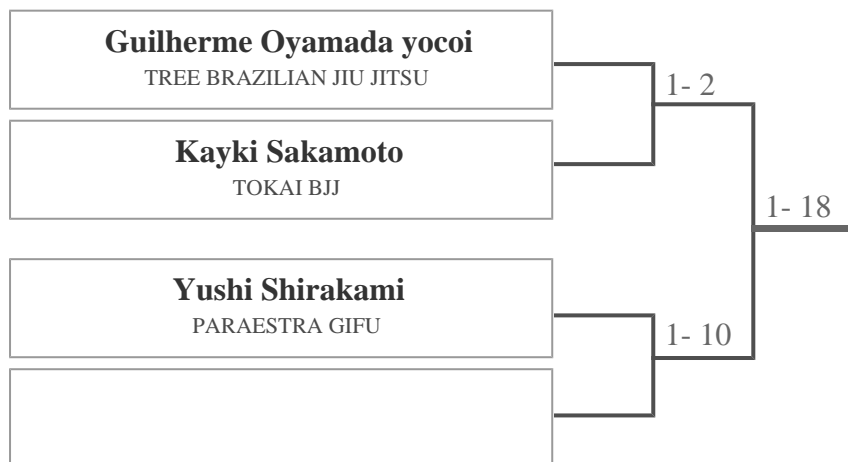 Guilherme Oyamada yocoi
TREE BRAZILIAN JIU JITSU
1- 2
Kayki Sakamoto
TOKAI BJJ
1- 18
Yushi Shirakami
PARAESTRA GIFU
1- 10